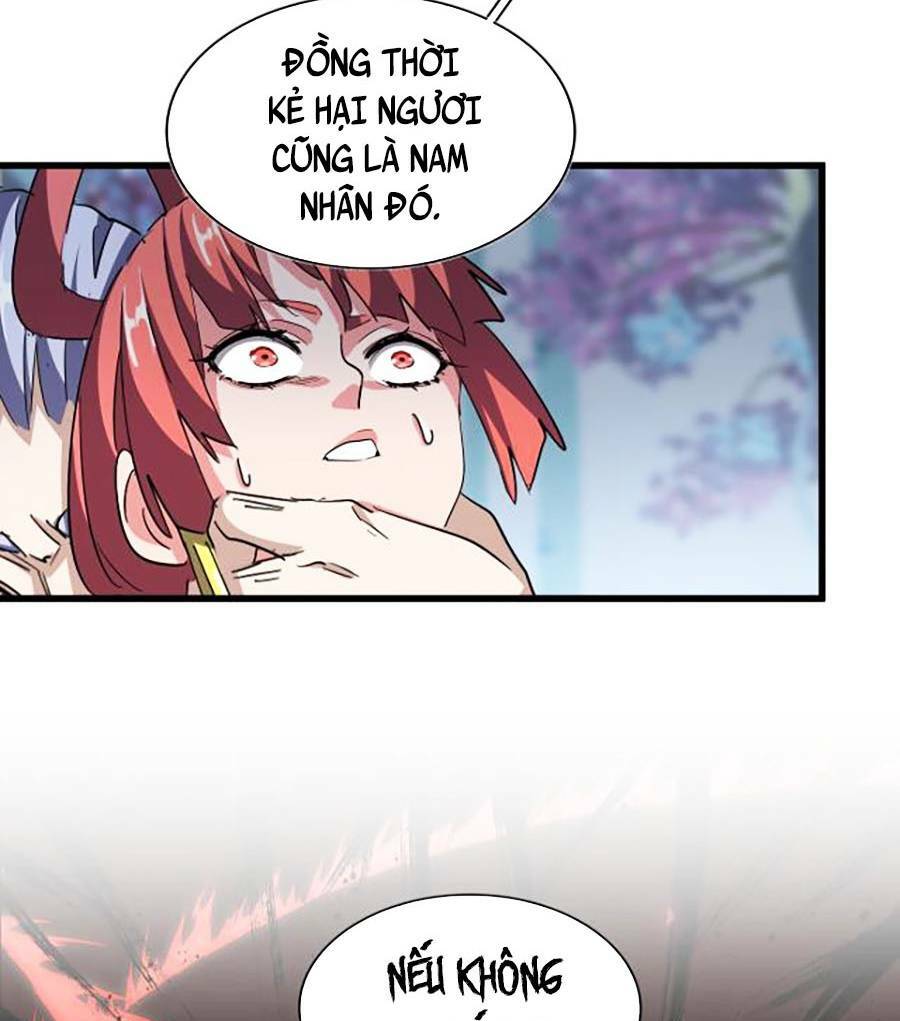 ĐỒNG THỜI
KẺ HẠI NGƯƠI
CŨNG LÀ NAM
NHÂN ĐÓ.
NẾU KHÔNG